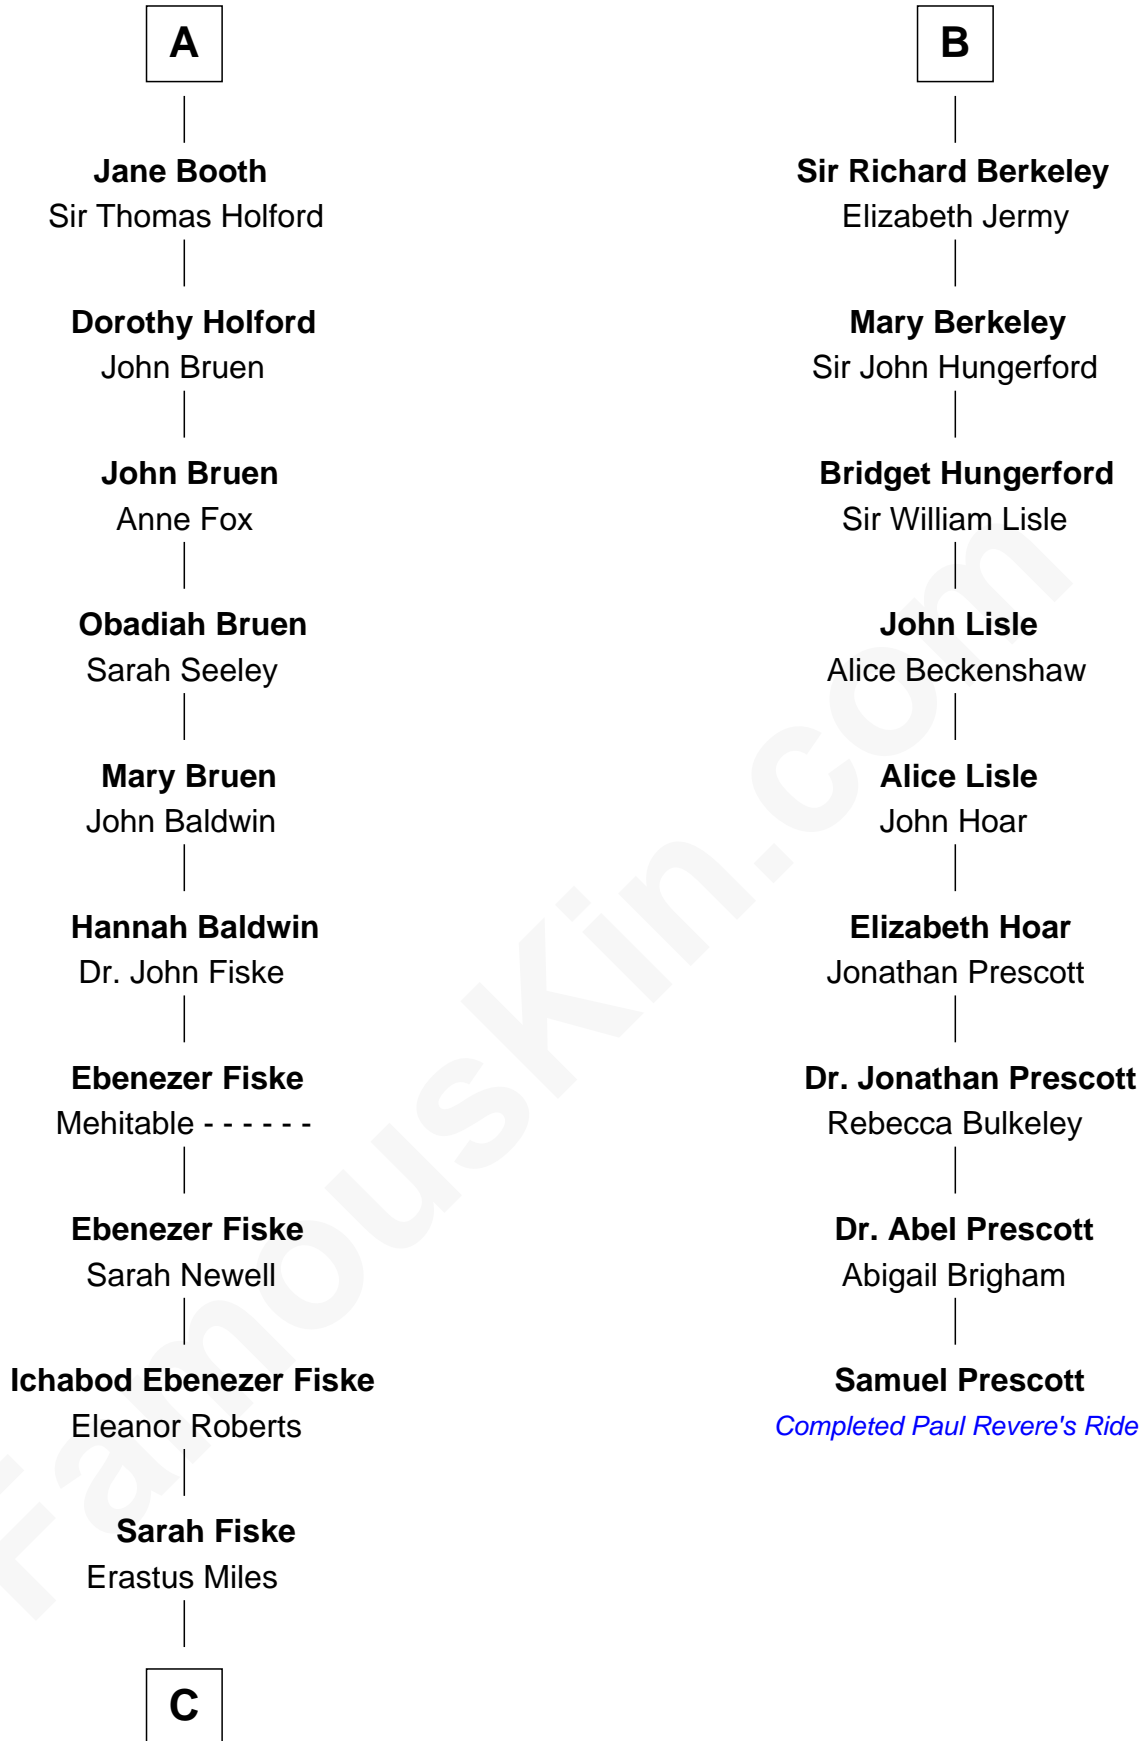 A
Jane Booth
Sir Thomas Holford
Dorothy Holford
John Bruen
John Bruen
Anne Fox
Obadiah Bruen
Sarah Seeley
Mary Bruen
John Baldwin
Hannah Baldwin
Dr. John Fiske
Ebenezer Fiske
Mehitable - - - - - -
Ebenezer Fiske
Sarah Newell
Ichabod Ebenezer Fiske
Eleanor Roberts
Sarah Fiske
Erastus Miles
C
B
Sir Richard Berkeley
Elizabeth Jermy
Mary Berkeley
Sir John Hungerford
Bridget Hungerford
Sir William Lisle
John Lisle
Alice Beckenshaw
Alice Lisle
John Hoar
Elizabeth Hoar
Jonathan Prescott
Dr. Jonathan Prescott
Rebecca Bulkeley
Dr. Abel Prescott
Abigail Brigham
Samuel Prescott
Completed Paul Revere's Ride
FamousKin.com